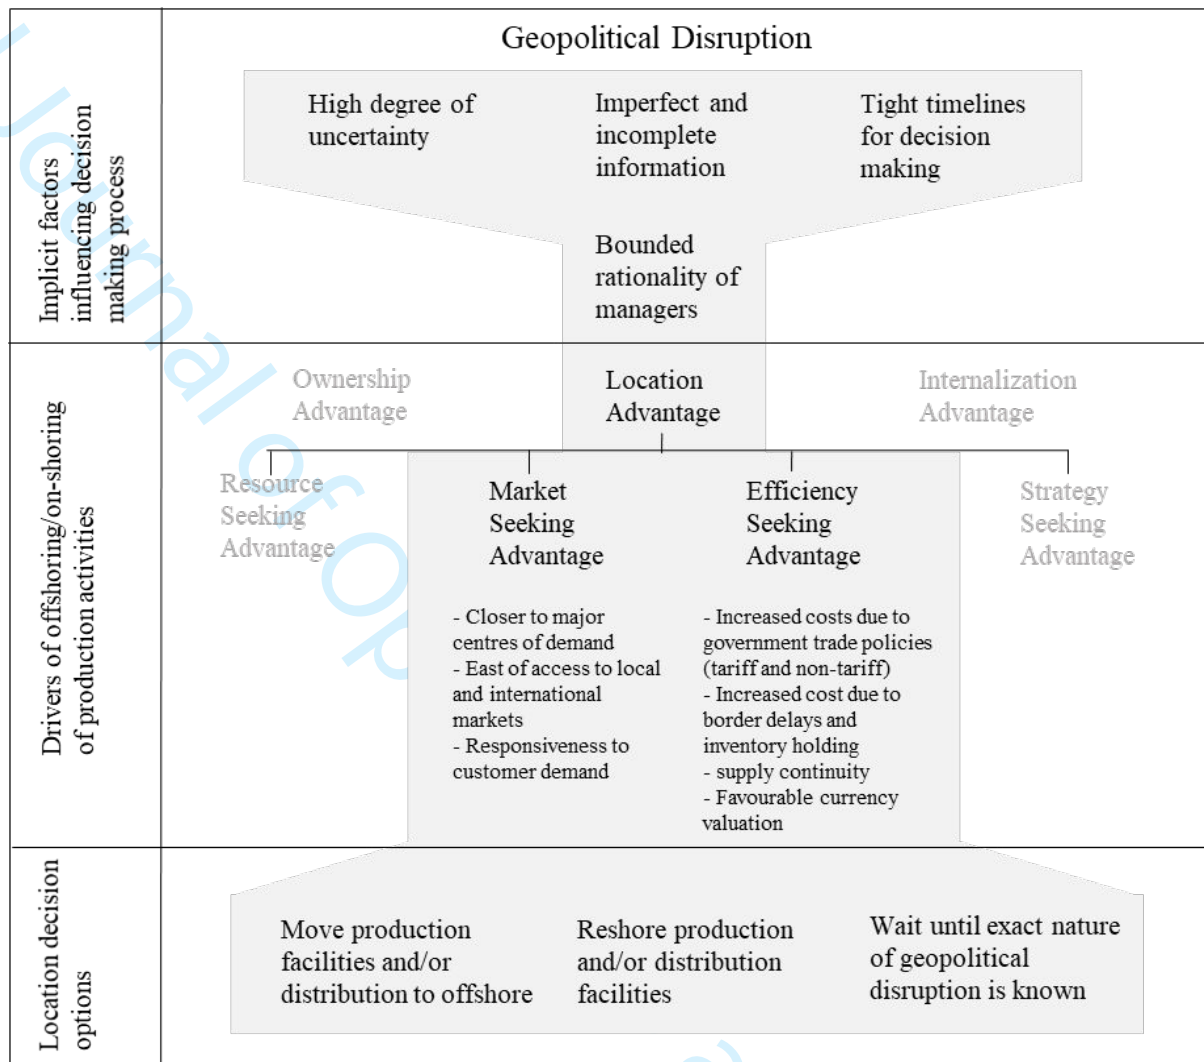 Geopolitical Disruption
Implicit factors
influencing decision
making process
High degree of
uncertainty
Imperfect and
incomplete
information
Tight timelines
for decision
making
Bounded
rationality of
managers
Drivers of offshoring/on-shoring
of production activities
Ownership
Advantage
Location
Advantage
Internalization
Advantage
Resource
Seeking
Advantage
Market
Seeking
Advantage
Efficiency
Seeking
Advantage
Strategy
Seeking
Advantage
- Closer to major
centres of demand
- East of access to local
and international
markets
- Responsiveness to
customer demand
- Increased costs due to
government trade policies
(tariff and non-tariff)
- Increased cost due to
border delays and
inventory holding
- supply continuity
- Favourable currency
valuation
Location decision
options
Move production
facilities and/or
distribution to offshore
Reshore production
and/or distribution
facilities
Wait until exact nature
of geopolitical
disruption is known
Journal of Op